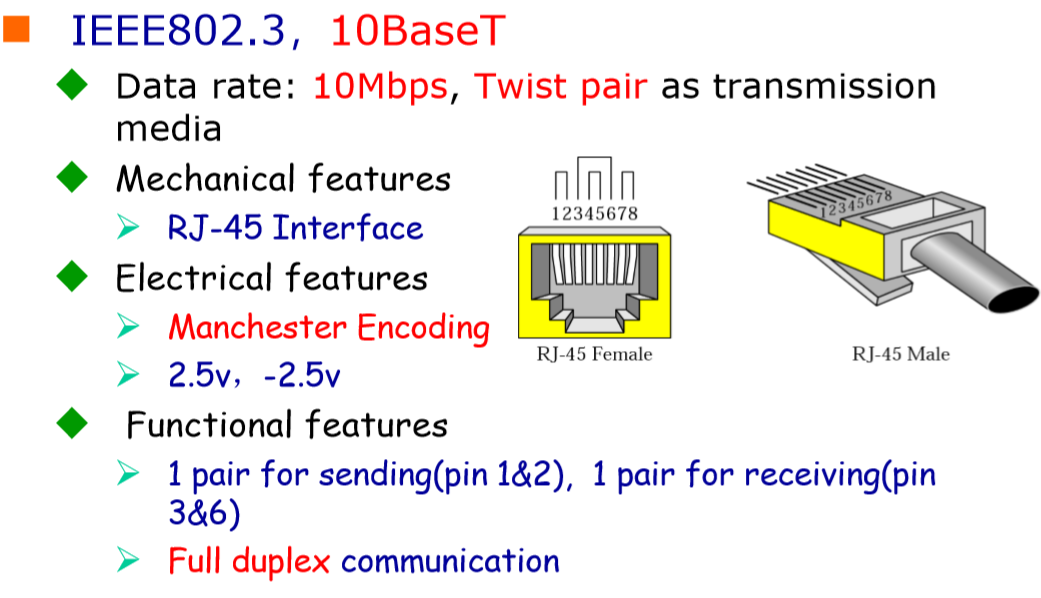 IEEE802.3, 10BaseT
Data rate: 10Mbps, Twist pair as transmission
media
Mechanical features
RJ-45 Interface
Electrical features
Manchester Encoding
2.5v, -2.5v
Functional features
1 pair for sending(pin 1&2), 1 pair for receiving(pin
3&6)
Full duplex communication
12345678
RJ-45 Female
12345678
RJ-45 Male